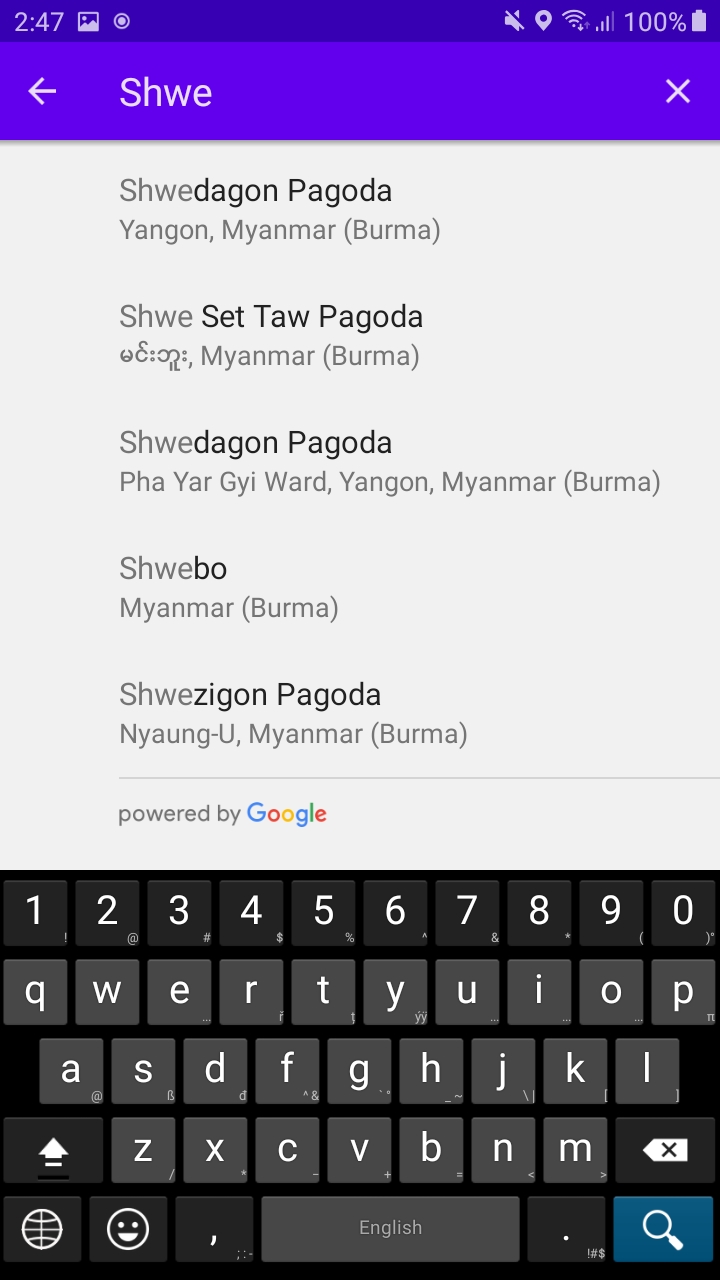 2:47 100%
Shwe
Shwedagon Pagoda
Yangon, Myanmar (Burma)
Shwe Set Taw Pagoda
မင်းဘူး, Myanmar (Burma)
Shwedagon Pagoda
Pha Yar Gyi Ward, Yangon, Myanmar (Burma)
Shwebo
Myanmar (Burma)
Shwezigon Pagoda
Nyaung-U, Myanmar (Burma)
powered by Google
1 2 3 4 5 6 7 8 9 0
! @ # $ % ^ & * ( )°
q w e r t y u i o p
... ř ț ýÿ ... ... ... π
a s d f g h j k l
@ ß đ ^& `° _~ \| [ ]
z x c v b n m
/ * − + = < >
, English .
;:- !#$